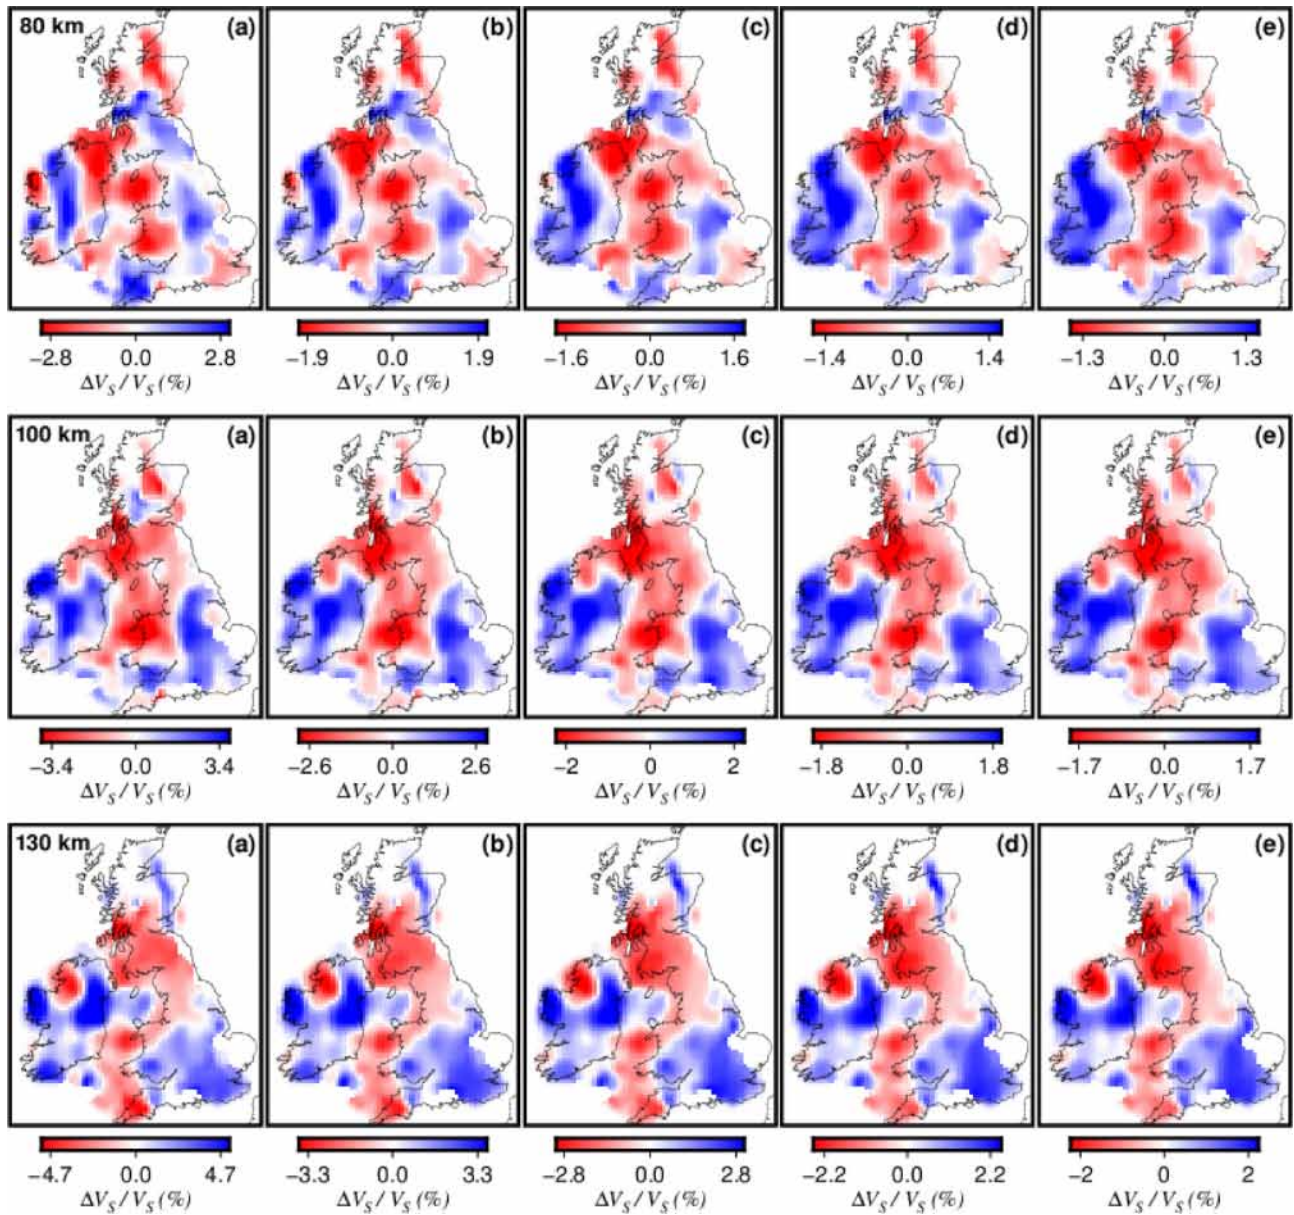 80 km (a) (b) (c) (d) (e)
−2.8 0.0 2.8 −1.9 0.0 1.9 −1.6 0.0 1.6 −1.4 0.0 1.4 −1.3 0.0 1.3
ΔV_S / V_S (%) ΔV_S / V_S (%) ΔV_S / V_S (%) ΔV_S / V_S (%) ΔV_S / V_S (%)
100 km (a) (b) (c) (d) (e)
−3.4 0.0 3.4 −2.6 0.0 2.6 −2 0 2 −1.8 0.0 1.8 −1.7 0.0 1.7
ΔV_S / V_S (%) ΔV_S / V_S (%) ΔV_S / V_S (%) ΔV_S / V_S (%) ΔV_S / V_S (%)
130 km (a) (b) (c) (d) (e)
−4.7 0.0 4.7 −3.3 0.0 3.3 −2.8 0.0 2.8 −2.2 0.0 2.2 −2 0 2
ΔV_S / V_S (%) ΔV_S / V_S (%) ΔV_S / V_S (%) ΔV_S / V_S (%) ΔV_S / V_S (%)